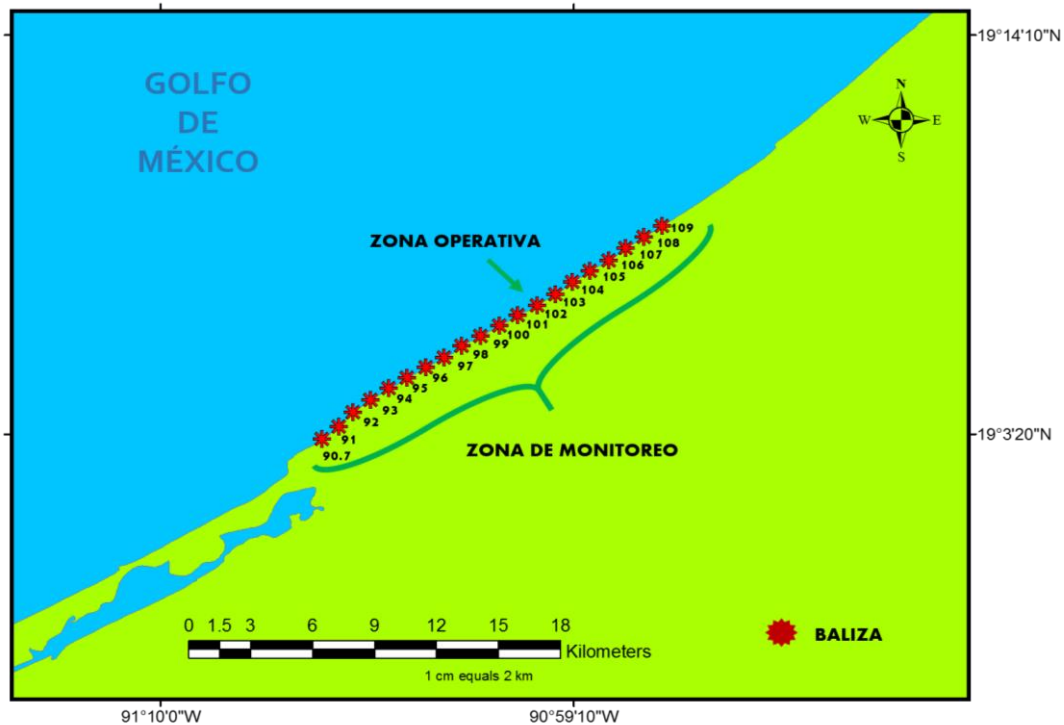 19°14'10"N
GOLFO
DE
MÉXICO
N
W E
S
ZONA OPERATIVA
109
108
107
106
105
104
103
102
101
100
99
98
97
96
95
94
93
92
91
90.7
19°3'20"N
ZONA DE MONITOREO
0 1.5 3 6 9 12 15 18
Kilometers
1 cm equals 2 km
BALIZA
91°10'0"W 90°59'10"W